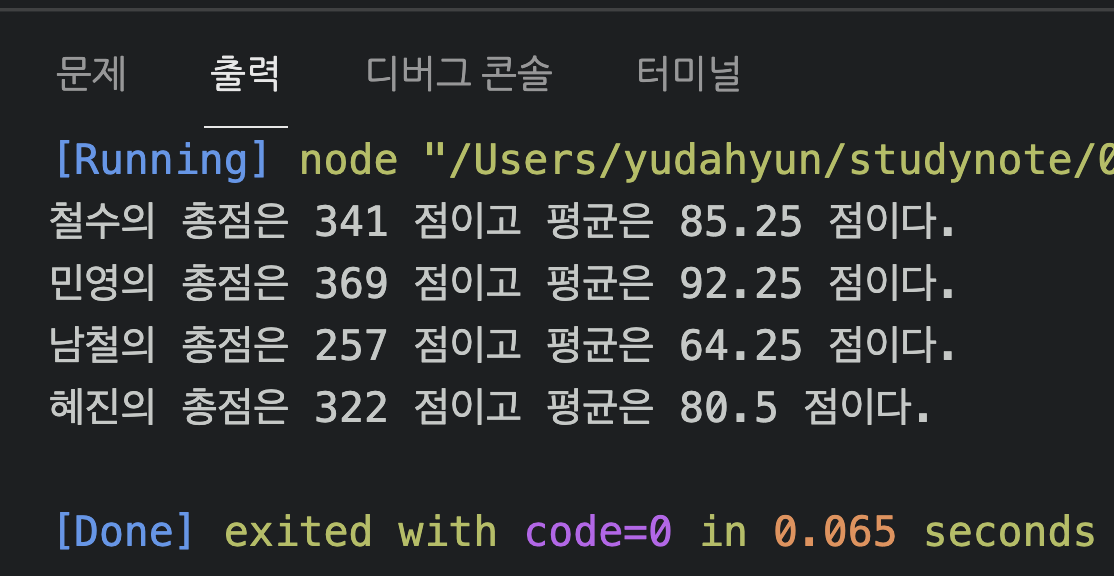 문제 출력 디버그 콘솔 터미널
[Running] node "/Users/yudahyun/studynote/0
철수의 총점은 341 점이고 평균은 85.25 점이다.
민영의 총점은 369 점이고 평균은 92.25 점이다.
남철의 총점은 257 점이고 평균은 64.25 점이다.
혜진의 총점은 322 점이고 평균은 80.5 점이다.
[Done] exited with code=0 in 0.065 seconds